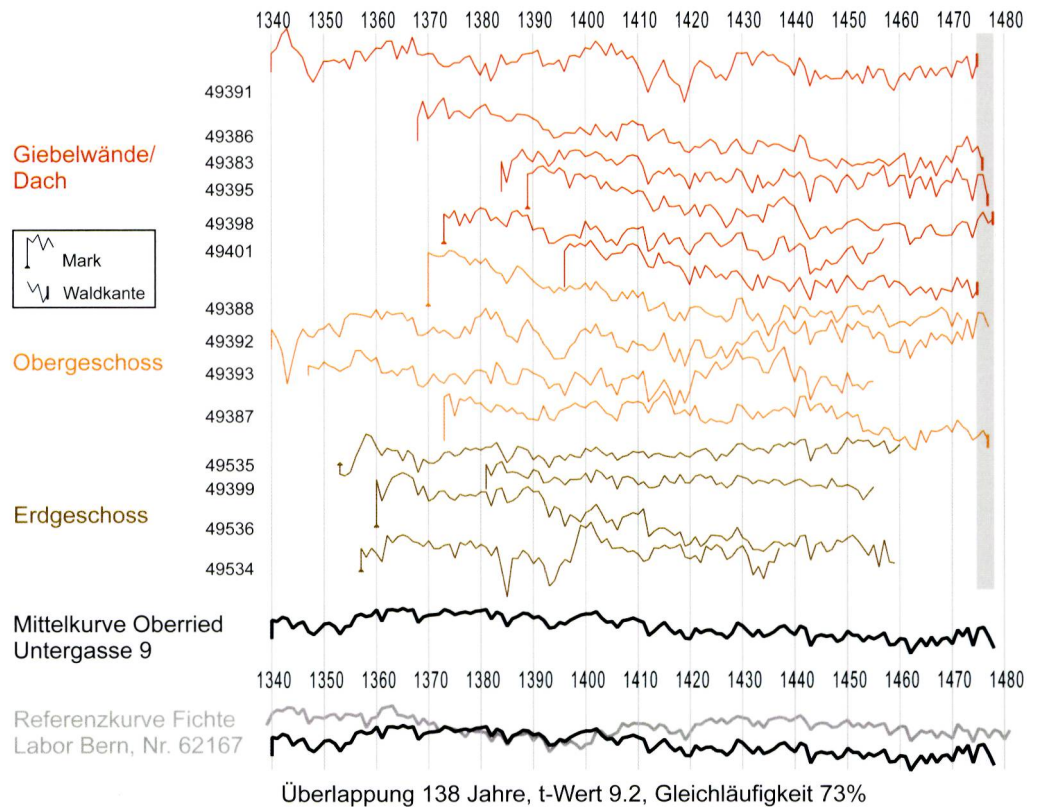 1340 1350 1360 1370 1380 1390 1400 1410 1420 1430 1440 1450 1460 1470 1480
49391
49386
Giebelwände/
Dach
49383
49395
49398
49401
Mark
Waldkante
49388
49392
Obergeschoss
49393
49387
49535
49399
Erdgeschoss
49536
49534
Mittelkurve Oberried
Untergasse 9
1340 1350 1360 1370 1380 1390 1400 1410 1420 1430 1440 1450 1460 1470 1480
Referenzkurve Fichte
Labor Bern, Nr. 62167
Überlappung 138 Jahre, t-Wert 9.2, Gleichläufigkeit 73%